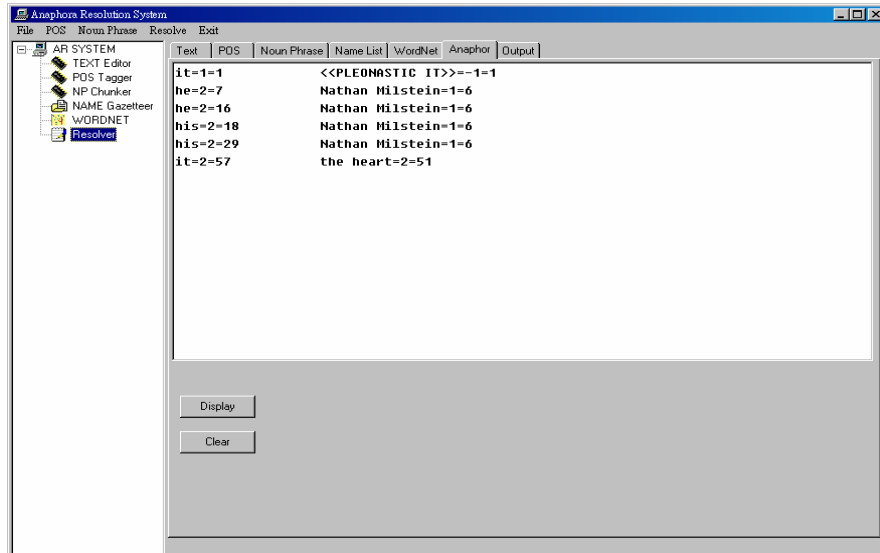 Anaphora Resolution System
File POS Noun Phrase Resolve Exit
AR SYSTEM
TEXT Editor
POS Tagger
NP Chunker
NAME Gazetteer
WORDNET
Resolver
Text POS Noun Phrase Name List WordNet Anaphor Output
it=1=1 <<PLEONASTIC IT>>=-1=1
he=2=7 Nathan Milstein=1=6
he=2=16 Nathan Milstein=1=6
his=2=18 Nathan Milstein=1=6
his=2=29 Nathan Milstein=1=6
it=2=57 the heart=2=51
Display
Clear